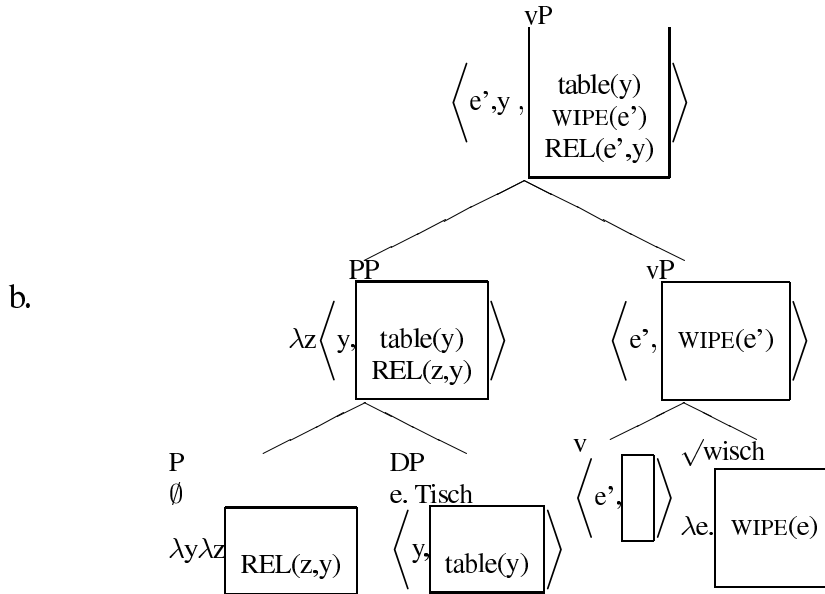 vP
⟨ e’,y , table(y) ⟩
WIPE(e’)
REL(e’,y)
b.
PP vP
λz⟨ y, table(y) ⟩ ⟨ e’, WIPE(e’) ⟩
REL(z,y)
P DP v √wisch
∅ e. Tisch ⟨ e’, ⟩
λyλz REL(z,y) ⟨ y, table(y) ⟩ λe. WIPE(e)